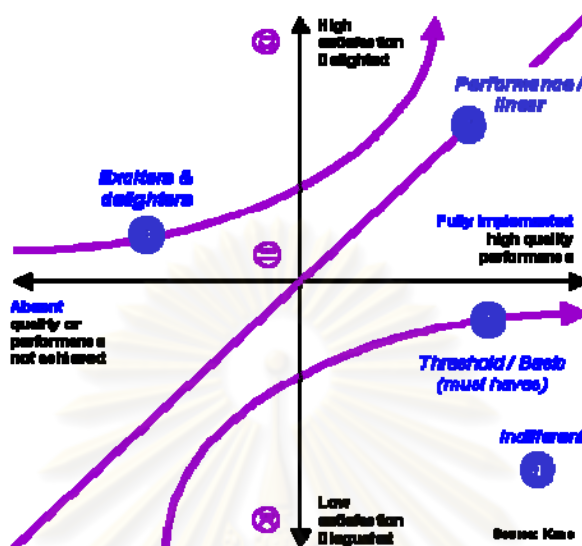 High
satisfaction
Delighted
Performance /
linear
Exciters &
delighters
Fully implemented
high quality
performance
Absent
quality or
performance
not achieved
Threshold / Basic
(must haves)
Indifferent
Low
satisfaction
Disgusted
Source: Kano